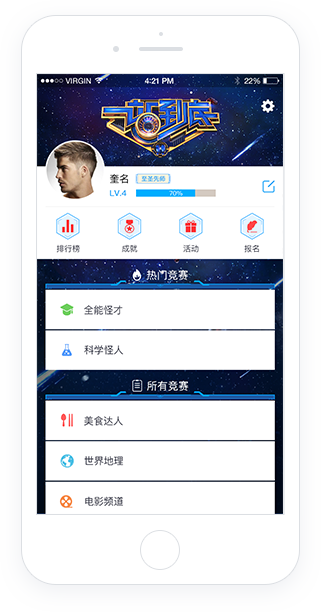 VIRGIN 4:21 PM 22%
一站到底
奎名 至圣先师
LV.4 70%
排行榜 成就 活动 报名
热门竞赛
全能怪才
科学怪人
所有竞赛
美食达人
世界地理
电影频道